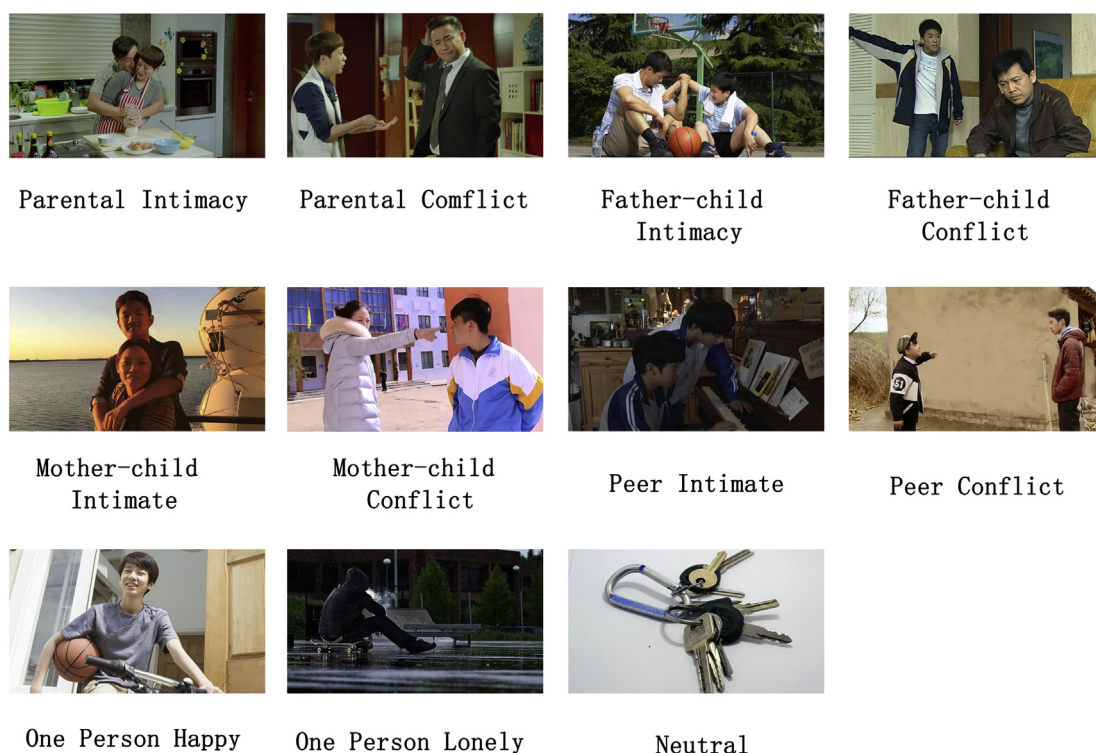 Parental Intimacy
Parental Comflict
Father-child
Intimacy
Father-child
Conflict
51
Mother-child
Intimate
Mother-child
Conflict
Peer Intimate
Peer Conflict
One Person Happy
One Person Lonely
Neutral